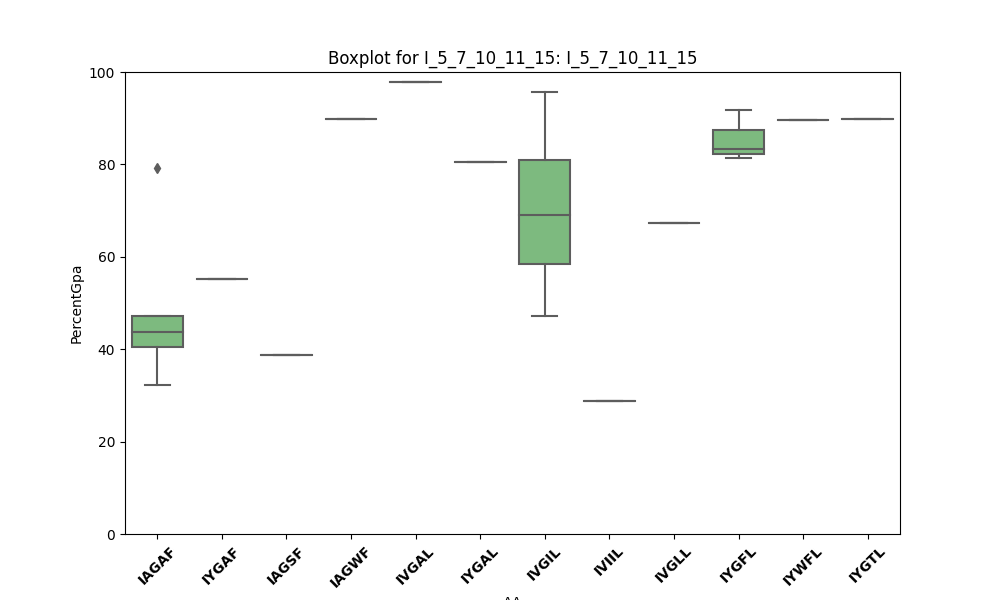 Boxplot for I_5_7_10_11_15: I_5_7_10_11_15
100
80
60
40
20
0
PercentGpa
IAGAF IYGAF IAGSF IAGWF IVGAL IYGAL IVGIL IVIIL IVGLL IYGFL IYWFL IYGTL
AA